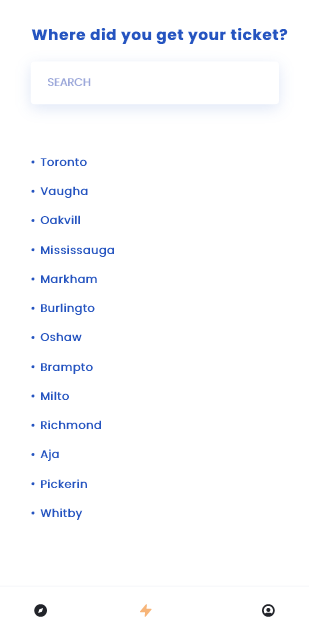 Where did you get your ticket?
SEARCH
• Toronto
• Vaugha
• Oakvill
• Mississauga
• Markham
• Burlingto
• Oshaw
• Brampto
• Milto
• Richmond
• Aja
• Pickerin
• Whitby